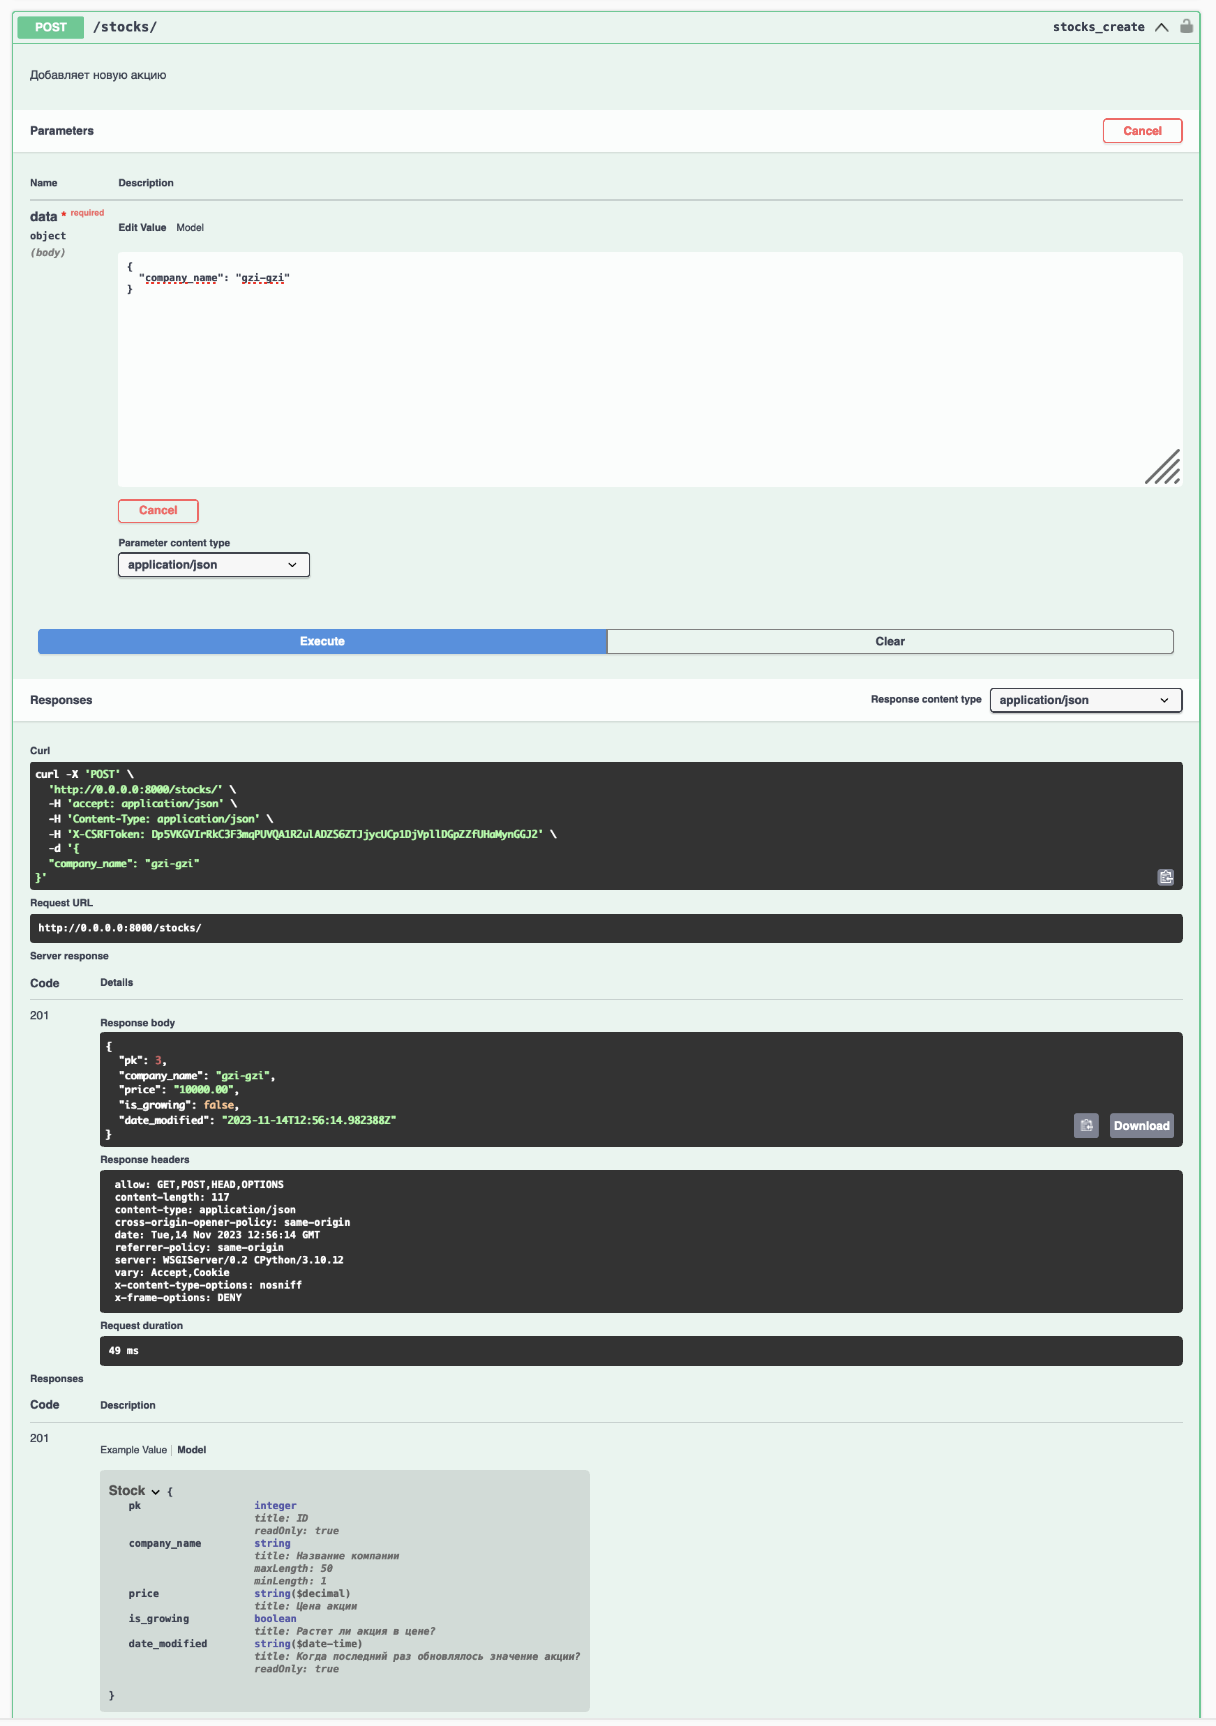 POST /stocks/ stocks_create
Добавляет новую акцию
Parameters Cancel
Name Description
data * required
object
(body)
Edit Value Model
{
"company_name": "gzi-gzi"
}
Cancel
Parameter content type
application/json
Execute Clear
Responses Response content type application/json
Curl
curl -X 'POST' \
'http://0.0.0.0:8000/stocks/' \
-H 'accept: application/json' \
-H 'Content-Type: application/json' \
-H 'X-CSRFToken: Dp5VKGVIrRkC3F3mqPUVQA1R2ulADZS6ZTJjycUCp1DjVpllDGpZZfUHaMynGGJ2' \
-d '{
"company_name": "gzi-gzi"
}'
Request URL
http://0.0.0.0:8000/stocks/
Server response
Code Details
201
Response body
{
"pk": 3,
"company_name": "gzi-gzi",
"price": "10000.00",
"is_growing": false,
"date_modified": "2023-11-14T12:56:14.982388Z"
}
Download
Response headers
allow: GET,POST,HEAD,OPTIONS
content-length: 117
content-type: application/json
cross-origin-opener-policy: same-origin
date: Tue,14 Nov 2023 12:56:14 GMT
referrer-policy: same-origin
server: WSGIServer/0.2 CPython/3.10.12
vary: Accept,Cookie
x-content-type-options: nosniff
x-frame-options: DENY
Request duration
49 ms
Responses
Code Description
201
Example Value Model
Stock {
pk integer
title: ID
readOnly: true
company_name string
title: Название компании
maxLength: 50
minLength: 1
price string($decimal)
title: Цена акции
is_growing boolean
title: Растет ли акция в цене?
date_modified string($date-time)
title: Когда последний раз обновлялось значение акции?
readOnly: true
}